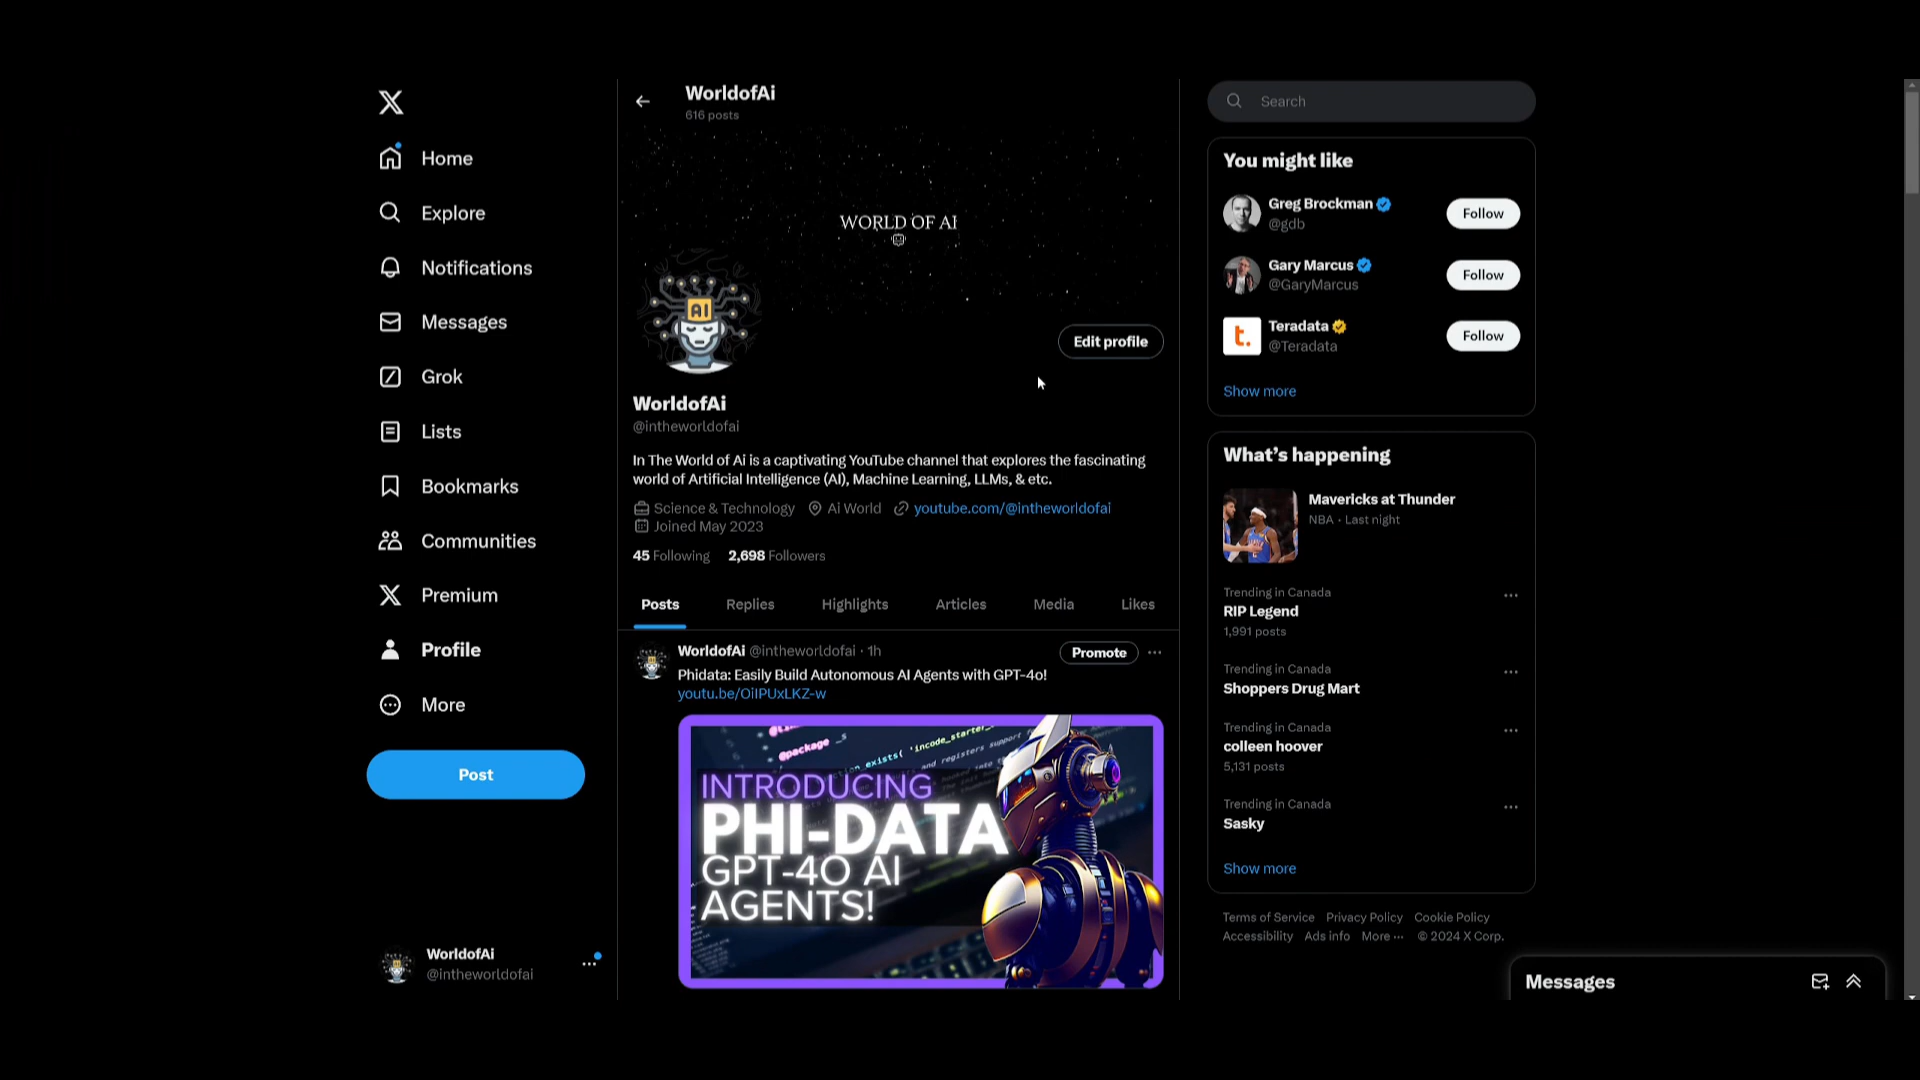 Home
Explore
Notifications
Messages
Grok
Lists
Bookmarks
Communities
Premium
Profile
More
Post
WorldofAi
@intheworldofai
WorldofAi
616 posts
WORLD OF AI
AI
Edit profile
WorldofAi
@intheworldofai
In The World of Ai is a captivating YouTube channel that explores the fascinating
world of Artificial Intelligence (AI), Machine Learning, LLMs, & etc.
Science & Technology Ai World youtube.com/@intheworldofai
Joined May 2023
45 Following 2,698 Followers
Posts Replies Highlights Articles Media Likes
WorldofAi @intheworldofai · 1h
Promote
Phidata: Easily Build Autonomous AI Agents with GPT-4o!
youtu.be/OiIPUxLKZ-w
@package
INTRODUCING
PHI-DATA
GPT-4O AI
AGENTS!
Search
You might like
Greg Brockman
@gdb
Follow
Gary Marcus
@GaryMarcus
Follow
Teradata
@Teradata
Follow
Show more
What's happening
Mavericks at Thunder
NBA · Last night
Trending in Canada
RIP Legend
1,991 posts
Trending in Canada
Shoppers Drug Mart
Trending in Canada
colleen hoover
5,131 posts
Trending in Canada
Sasky
Show more
Terms of Service Privacy Policy Cookie Policy
Accessibility Ads info More ··· © 2024 X Corp.
Messages